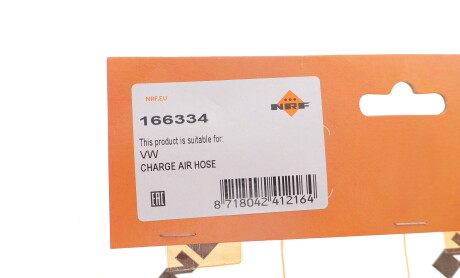 NRF.EU
NRF
166334
This product is suitable for:
VW
CHARGE AIR HOSE
EAC
8 718042 412164